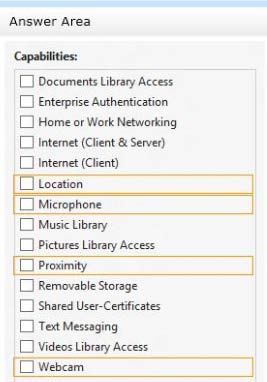 Answer Area
Capabilities:
Documents Library Access
Enterprise Authentication
Home or Work Networking
Internet (Client & Server)
Internet (Client)
Location
Microphone
Music Library
Pictures Library Access
Proximity
Removable Storage
Shared User-Certificates
Text Messaging
Videos Library Access
Webcam